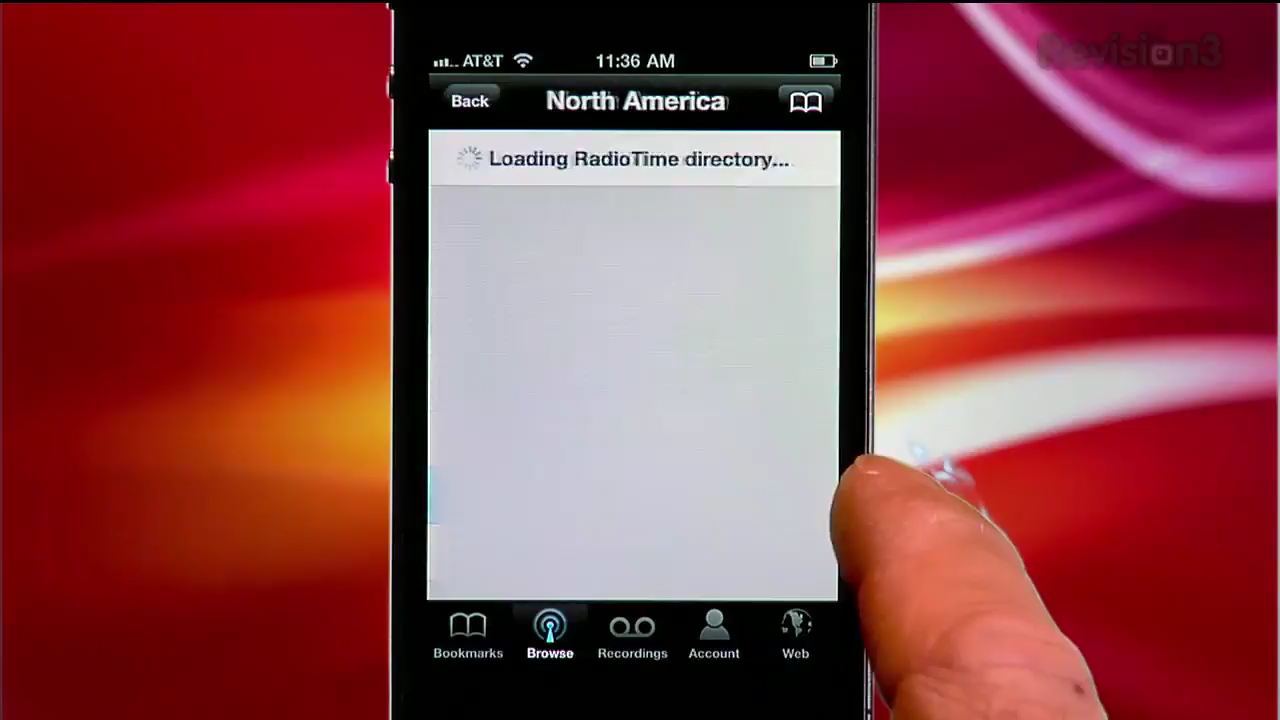 Revision3
AT&T 11:36 AM
Back North America
Loading RadioTime directory...
Bookmarks Browse Recordings Account Web